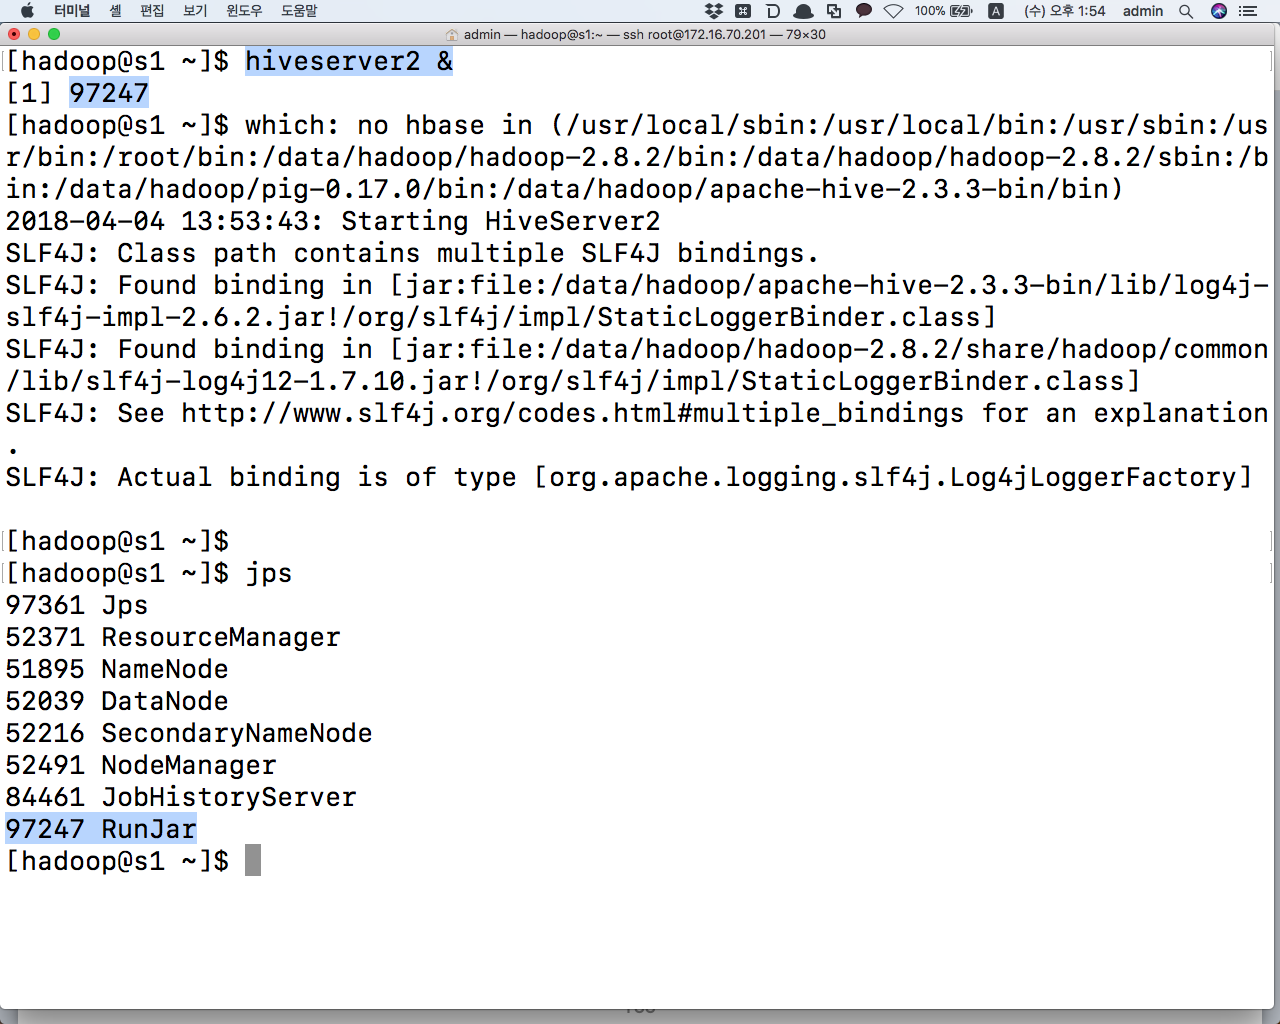 터미널 셸 편집 보기 윈도우 도움말 100% A (수) 오후 1:54 admin
admin — hadoop@s1:~ — ssh root@172.16.70.201 — 79×30
[hadoop@s1 ~]$ hiveserver2 &
[1] 97247
[hadoop@s1 ~]$ which: no hbase in (/usr/local/sbin:/usr/local/bin:/usr/sbin:/us
r/bin:/root/bin:/data/hadoop/hadoop-2.8.2/bin:/data/hadoop/hadoop-2.8.2/sbin:/b
in:/data/hadoop/pig-0.17.0/bin:/data/hadoop/apache-hive-2.3.3-bin/bin)
2018-04-04 13:53:43: Starting HiveServer2
SLF4J: Class path contains multiple SLF4J bindings.
SLF4J: Found binding in [jar:file:/data/hadoop/apache-hive-2.3.3-bin/lib/log4j-
slf4j-impl-2.6.2.jar!/org/slf4j/impl/StaticLoggerBinder.class]
SLF4J: Found binding in [jar:file:/data/hadoop/hadoop-2.8.2/share/hadoop/common
/lib/slf4j-log4j12-1.7.10.jar!/org/slf4j/impl/StaticLoggerBinder.class]
SLF4J: See http://www.slf4j.org/codes.html#multiple_bindings for an explanation
.
SLF4J: Actual binding is of type [org.apache.logging.slf4j.Log4jLoggerFactory]
[hadoop@s1 ~]$
[hadoop@s1 ~]$ jps
97361 Jps
52371 ResourceManager
51895 NameNode
52039 DataNode
52216 SecondaryNameNode
52491 NodeManager
84461 JobHistoryServer
97247 RunJar
[hadoop@s1 ~]$